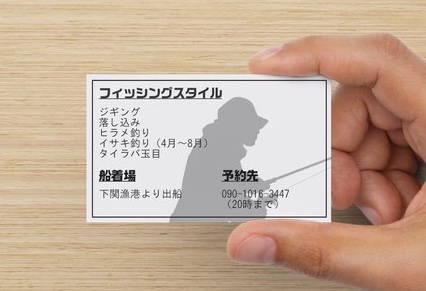 フィッシングスタイル
ジギング
落し込み
ヒラメ釣り
イサキ釣り（4月～8月）
タイラバ玉目
船着場
下関漁港より出船
予約先
090-1016-3447
（20時まで）